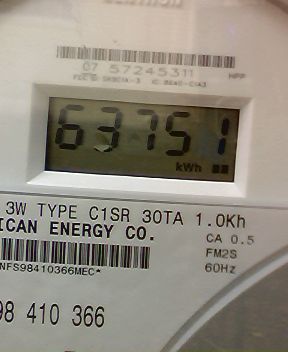 07 57245311 HPP
63751
kWh
3W TYPE C1SR 30TA 1.0Kh
ICAN ENERGY CO.
CA 0.5
FM2S
NFS98410366MEC*
60Hz
98 410 366